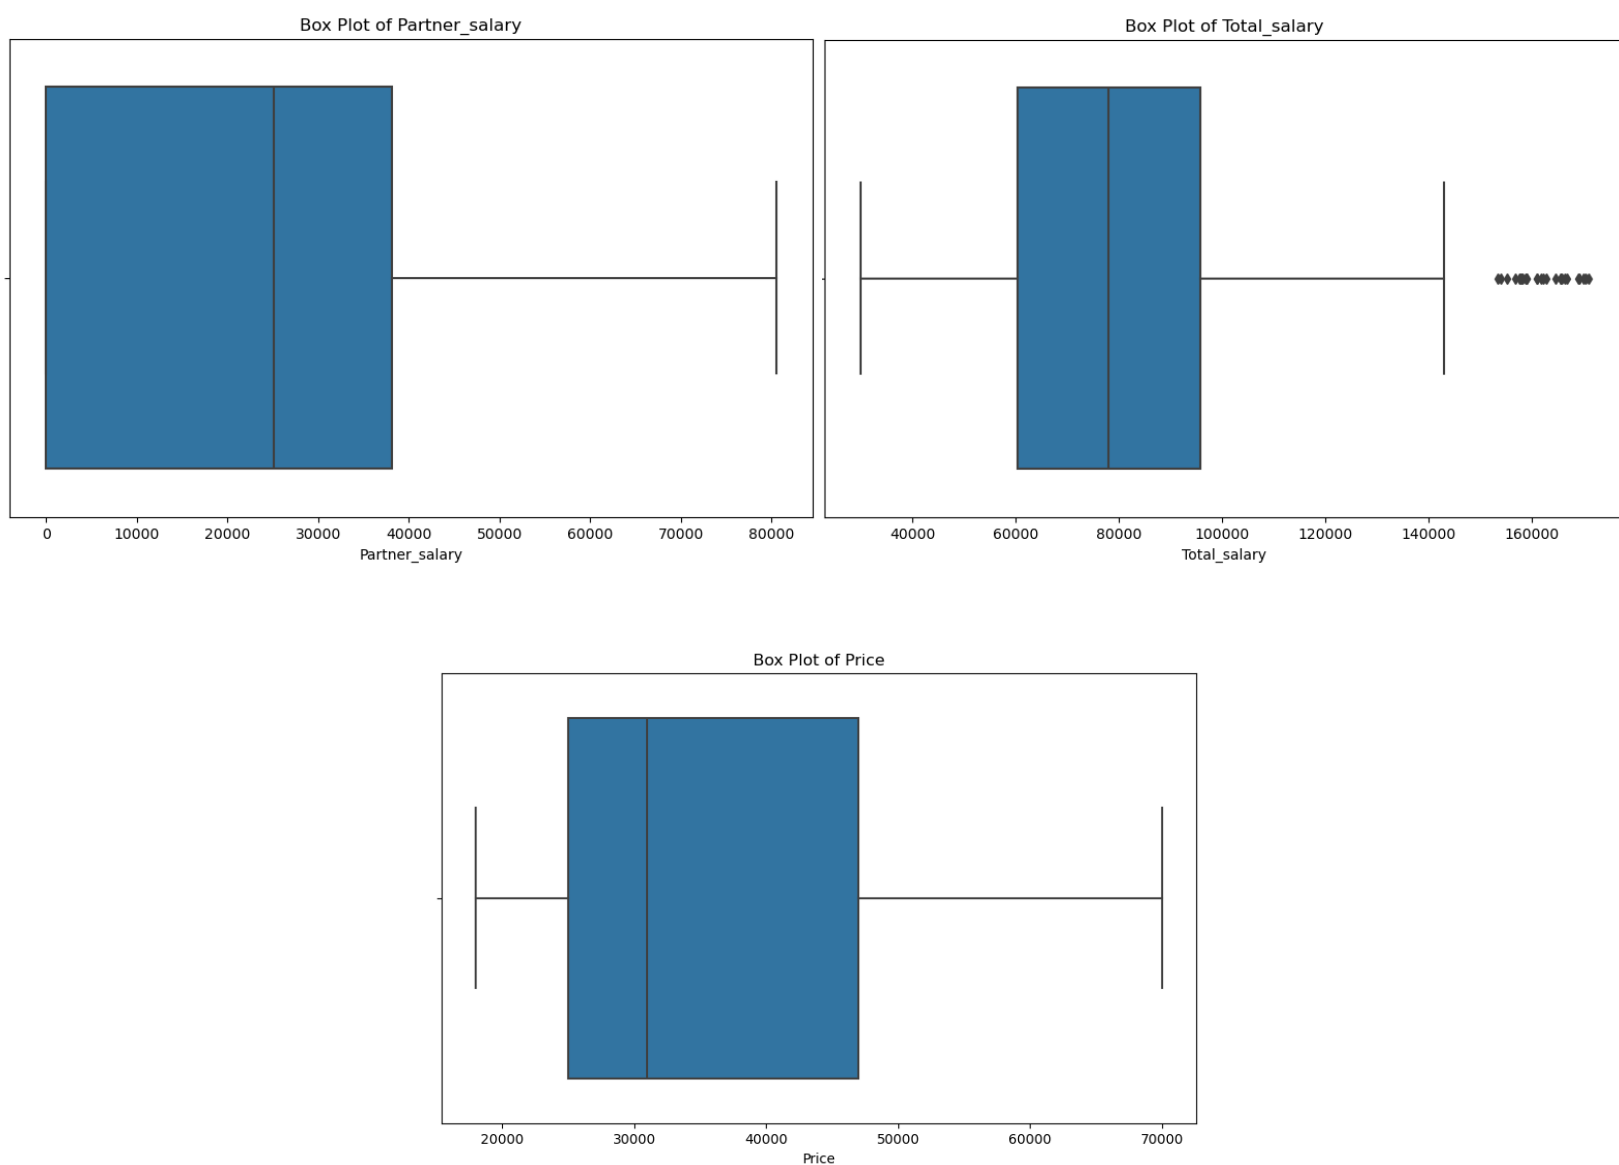 Box Plot of Partner_salary
0 10000 20000 30000 40000 50000 60000 70000 80000
Partner_salary
Box Plot of Total_salary
40000 60000 80000 100000 120000 140000 160000
Total_salary
Box Plot of Price
20000 30000 40000 50000 60000 70000
Price